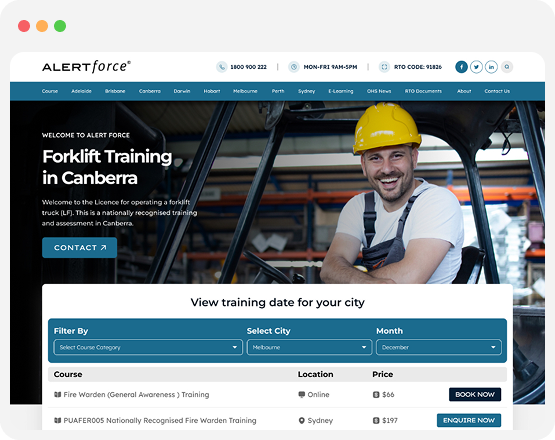 ALERTforce®
1800 900 222 | MON-FRI 9AM-5PM | RTO CODE: 91826
Course Adelaide Brisbane Canberra Darwin Hobart Melbourne Perth Sydney E-Learning OHS News RTO Documents About Contact Us
WELCOME TO ALERT FORCE
Forklift Training
in Canberra
Welcome to the Licence for operating a forklift
truck (LF). This is a nationally recognised training
and assessment in Canberra.
CONTACT
View training date for your city
Filter By Select City Month
Select Course Category Melbourne December
Course Location Price
Fire Warden (General Awareness ) Training Online $66 BOOK NOW
PUAFER005 Nationally Recognised Fire Warden Training Sydney $197 ENQUIRE NOW